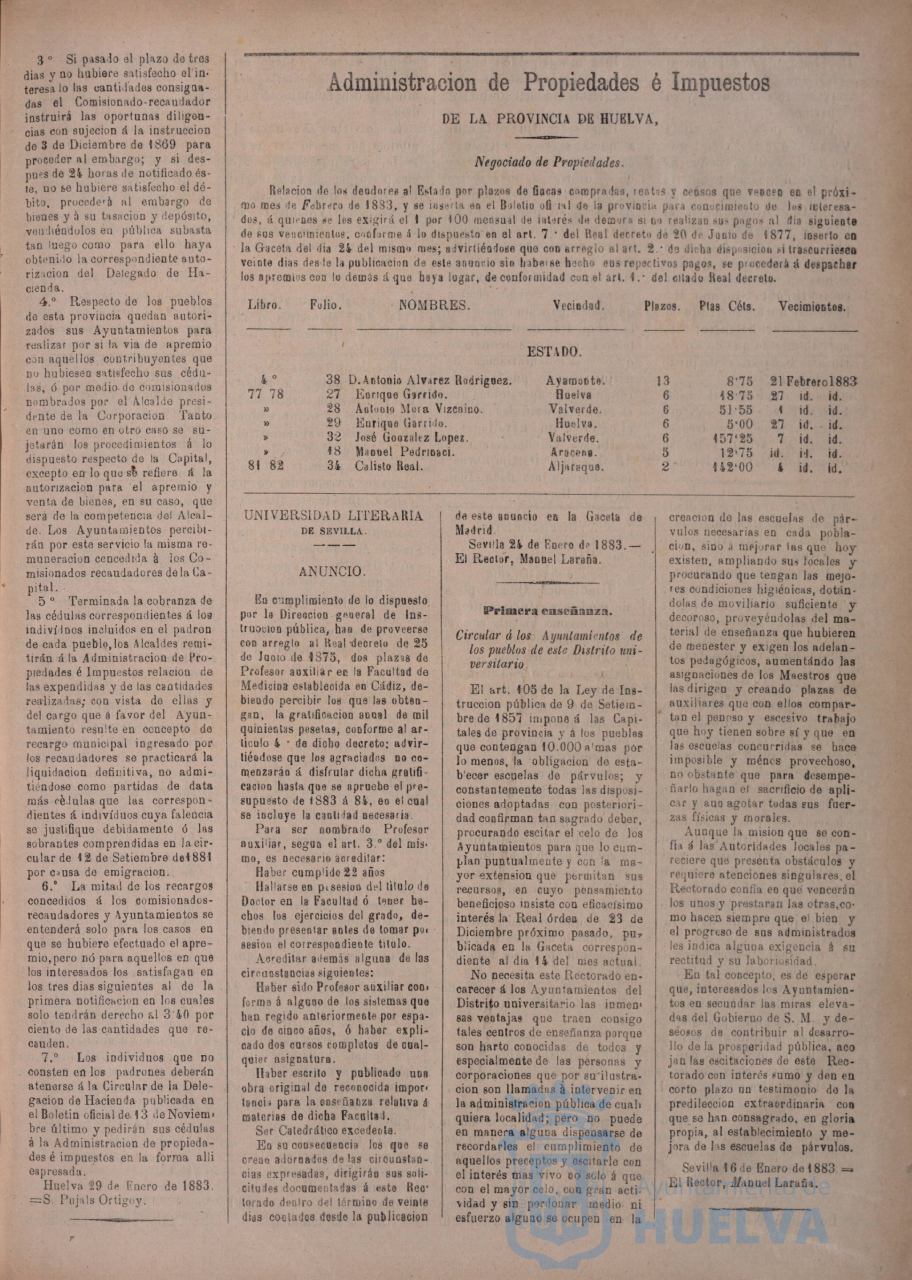 3º Si pasado el plazo de tres
dias y no hubiere satisfecho el in-
teresalo las cantidades consigna-
das el Comisionado-recaudador
instruirá las oportunas diligen-
cias con sujecion á la instruccion
de 3 de Diciembre de 1869 para
proceder al embargo; y si des-
pues de 24 horas de notificado és-
te, no se hubiere satisfecho el dé-
bito, procederá al embargo de
bienes y á su tasacion y depósito,
vendiéndolos en pública subasta
tan luego como para ello haya
obtenido la correspondiente auto-
rizacion del Delegado de Ha-
cienda.
4.º Respecto de los pueblos
de esta provincia quedan autori-
zados sus Ayuntamientos para
realizar por si la via de apremio
con aquellos contribuyentes que
no hubiesen satisfecho sus cédu-
las, ó por medio de comisionados
nombrados por el Alcalde presi-
dente de la Corporacion. Tanto
en uno como en otro caso se su-
jetarán los procedimientos á lo
dispuesto respecto de la Capital,
excepto en lo que se refiere á la
autorizacion para el apremio y
venta de bienes, en su caso, que
será de la competencia del Alcal-
de. Los Ayuntamientos percibi-
rán por este servicio la misma re-
muneracion concedida á los Co-
misionados recaudadores de la Ca-
pital.
5º Terminada la cobranza de
las cédulas correspondientes á los
indivíduos incluidos en el padron
de cada pueblo, los Alcaldes remi-
tirán á la Administracion de Pro-
piedades é Impuestos relacion de
las expendidas y de las cantidades
realizadas; con vista de ellas y
del cargo que á favor del Ayun-
tamiento resulte en concepto de
recargo municipal ingresado por
los recaudadores se practicará la
liquidacion definitiva, no admi-
tiéndose como partidas de data
más cédulas que las correspon-
dientes á indivíduos cuya falencia
se justifique debidamente ó las
sobrantes comprendidas en la cir-
cular de 12 de Setiembre de 1881
por causa de emigracion.
6.º La mitad de los recargos
concedidos á los comisionados-
recaudadores y Ayuntamientos se
entenderá solo para los casos en
que se hubiere efectuado el apre-
mio, pero nó para aquellos en que
los interesados los satisfagan en
los tres dias siguientes al de la
primera notificacion en los cuales
solo tendrán derecho al 3'40 por
ciento de las cantidades que re-
cauden.
7.º Los individuos que no
consten en los padrones deberán
atenerse á la Circular de la Dele-
gacion de Hacienda publicada en
el Boletin oficial de 13 de Noviem-
bre último y pedirán sus cédulas
á la Administracion de propieda-
des é impuestos en la forma alli
espresada.
Huelva 29 de Enero de 1883.
=S. Pujals Ortigoy.
Administracion de Propiedades é Impuestos
DE LA PROVINCIA DE HUELVA,
Negociado de Propiedades.
Relacion de los deudores al Estado por plazos de fincas compradas, rentas y censos que vencen en el próxi-
mo mes de Febrero de 1883, y se inserta en el Boletin oficial de la provincia para conocimiento de los interesa-
dos, á quienes se les exigirá el 1 por 100 mensual de interés de demora si no realizan sus pagos al dia siguiente
de sus vencimientos, conforme á lo dispuesto en el art. 7.º del Real decreto de 20 de Junio de 1877, inserto en
la Gaceta del dia 24 del mismo mes; advirtiéndose que con arreglo al art. 2.º de dicha disposicion si trascurriesen
veinte dias desde la publicacion de este anuncio sin haberse hecho sus repectivos pagos, se procederá á despachar
los apremios con lo demás á que haya lugar, de conformidad con el art. 1.º del citado Real decreto.
Libro. Folio. NOMBRES. Vecindad. Plazos. Ptas Céts. Vecimientos.
ESTADO.
4º 38 D. Antonio Alvarez Rodriguez. Ayamonte. 13 8'75 21 Febrero 1883
77 78 27 Enrique Garrido. Huelva 6 18'75 27 id. id.
» 28 Antonio Mora Vizcaino. Valverde. 6 51'55 1 id. id.
» 29 Enrique Garrido. Huelva. 6 5'00 27 id. id.
» 32 José Gonzalez Lopez. Valverde. 6 157'25 7 id. id.
» 18 Manuel Pedrinaci. Aracena. 5 12'75 id. id. id.
81 82 34 Calisto Real. Aljaraque. 2 142'00 4 id. id.
UNIVERSIDAD LITERARIA
DE SEVILLA.
ANUNCIO.
En cumplimiento de lo dispuesto
por la Direccion general de Ins-
truccion pública, han de proveerse
con arreglo al Real decreto de 25
de Junio de 1875, dos plazas de
Profesor auxiliar en la Facultad de
Medicina establecida en Cádiz, de-
biendo percibir los que las obten-
gan, la gratificacion anual de mil
quinientas pesetas, conforme al ar-
tículo 4.º de dicho decreto; advir-
tiéndose que los agraciados no co-
menzarán á disfrutar dicha gratifi-
cacion hasta que se apruebe el pre-
supuesto de 1883 á 84, en el cual
se incluye la cantidad necesaria.
Para ser nombrado Profesor
auxiliar, segun el art. 3.º del mis-
mo, es necesario acreditar:
Haber cumplido 22 años
Hallarse en posesion del título de
Doctor en la Facultad ó tener he-
chos los ejercicios del grado, de-
biendo presentar antes de tomar po-
sesion el correspondiente título.
Acreditar además alguna de las
circunstancias siguientes:
Haber sido Profesor auxiliar con-
forme á alguno de los sistemas que
han regido anteriormente por espa-
cio de cinco años, ó haber expli-
cado dos cursos completos de cual-
quier asignatura.
Haber escrito y publicado una
obra original de reconocida impor-
tancia para la enseñanza relativa á
materias de dicha Facultad.
Ser Catedrático excedente.
En su consecuencia los que se
crean adornados de las circunstan-
cias expresadas, dirigirán sus soli-
citudes documentadas á este Rec-
torado dentro del término de veinte
dias contados desde la publicacion
de este anuncio en la Gaceta de
Madrid.
Sevilla 24 de Enero de 1883.—
El Rector, Manuel Laraña.
Primera enseñanza.
Circular á los Ayuntamientos de
los pueblos de este Distrito uni-
versitario
El art. 105 de la Ley de Ins-
truccion pública de 9 de Setiem-
bre de 1857 impone á las Capi-
tales de provincia y á los pueblos
que contengan 10.000 almas por
lo menos, la obligacion de esta-
blecer escuelas de párvulos; y
constantemente todas las disposi-
ciones adoptadas con posteriori-
dad confirman tan sagrado deber,
procurando escitar el celo de los
Ayuntamientos para que lo cum-
plan puntualmente y con la ma-
yor extension que permitan sus
recursos, en cuyo pensamiento
beneficioso insiste con eficacísimo
interés la Real órden de 23 de
Diciembre próximo pasado, pu-
blicada en la Gaceta correspon-
diente al dia 14 del mes actual.
No necesita este Rectorado en-
carecer á los Ayuntamientos del
Distrito universitario las inmen-
sas ventajas que traen consigo
tales centros de enseñanza porque
son harto conocidas de todos y
especialmente de las personas y
corporaciones que por su ilustra-
cion son llamadas á intervenir en
la administracion pública de cual-
quiera localidad; pero no puede
en manera alguna dispensarse de
recordarles el cumplimiento de
aquellos preceptos y escitarle con
el interés mas vivo no solo á que
con el mayor celo, con gran acti-
vidad y sin perdonar medio ni
esfuerzo alguno se ocupen en la
creacion de las escuelas de pár-
vulos necesarias en cada pobla-
cion, sino á mejorar las que hoy
existen, ampliando sus locales y
procurando que tengan las mejo-
res condiciones higiénicas, dotán-
dolas de moviliario suficiente y
decoroso, proveyéndolas del ma-
terial de enseñanza que hubieren
de menester y exigen los adelan-
tos pedagógicos, aumentándo las
asignaciones de los Maestros que
las dirigen y creando plazas de
auxiliares que con ellos compar-
tan el penoso y escesivo trabajo
que hoy tienen sobre sí y que en
las escuelas concurridas se hace
imposible y ménos provechoso,
no obstante que para desempe-
ñarlo hagan el sacrificio de apli-
car y aun agotar todas sus fuer-
zas físicas y morales.
Aunque la mision que se con-
fía á las Autoridades locales pa-
reciere que presenta obstáculos y
requiere atenciones singulares, el
Rectorado confia en que vencerán
los unos y prestaran las otras, co-
mo hacen siempre que el bien y
el progreso de sus administrados
les indica alguna exigencia á su
rectitud y su laboriosidad.
En tal concepto, es de esperar
que, interesados los Ayuntamien-
tos en secundar las miras eleva-
das del Gobierno de S. M. y de-
seosos de contribuir al desarro-
llo de la prosperidad pública, aco
jan las escitaciones de este Rec-
torado con interés sumo y den en
corto plazo un testimonio de la
predileccion extraordinaria con
que se han consagrado, en gloria
propia, al establecimiento y me-
jora de las escuelas de párvulos.
Sevilla 16 de Enero de 1883 =
El Rector, Manuel Laraña.
Ayuntamiento de
HUELVA